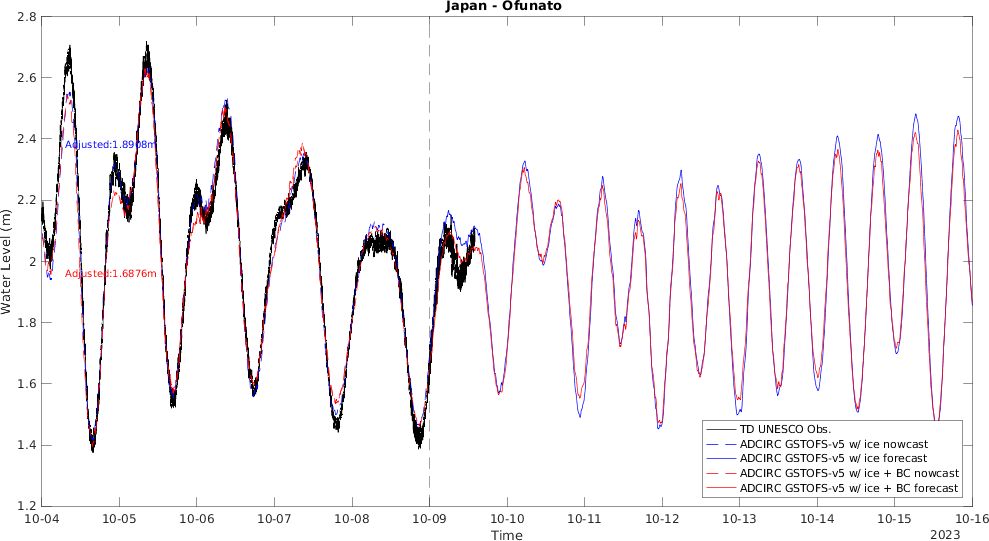 Japan - Ofunato
2.8
2.6
2.4
2.2
2
1.8
1.6
1.4
1.2
Water Level (m)
Adjusted:1.8908m
Adjusted:1.6876m
TD UNESCO Obs.
ADCIRC GSTOFS-v5 w/ ice nowcast
ADCIRC GSTOFS-v5 w/ ice forecast
ADCIRC GSTOFS-v5 w/ ice + BC nowcast
ADCIRC GSTOFS-v5 w/ ice + BC forecast
10-04 10-05 10-06 10-07 10-08 10-09 10-10 10-11 10-12 10-13 10-14 10-15 10-16
Time
2023